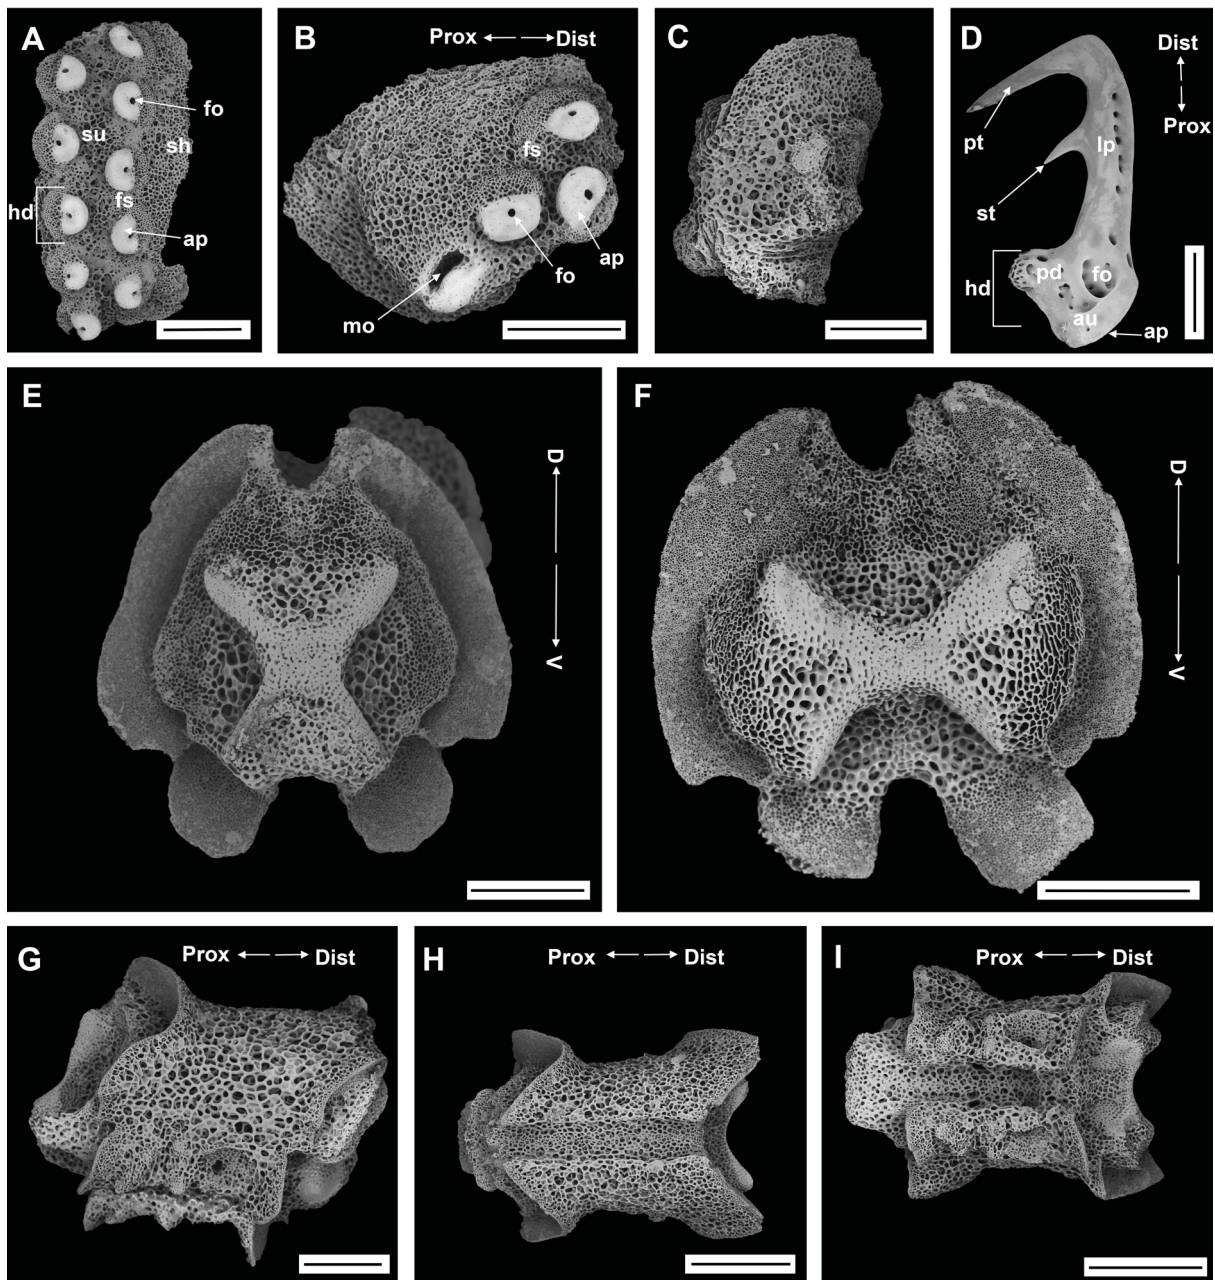 A
fo
su
sh
fs
hd
ap
B
Prox Dist
fs
fo
ap
mo
C
D
Dist
Prox
pt
lp
st
hd
pd
fo
au
ap
E
D
V
F
D
V
G
Prox Dist
H
Prox Dist
I
Prox Dist